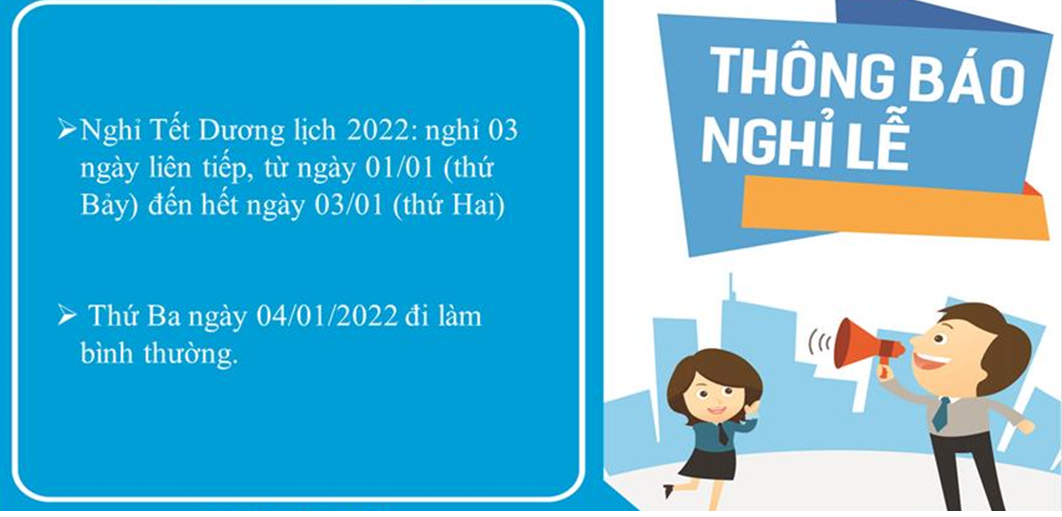 ➢Nghỉ Tết Dương lịch 2022: nghỉ 03
ngày liên tiếp, từ ngày 01/01 (thứ
Bảy) đến hết ngày 03/01 (thứ Hai)
➢ Thứ Ba ngày 04/01/2022 đi làm
bình thường.
THÔNG BÁO
NGHỈ LỄ